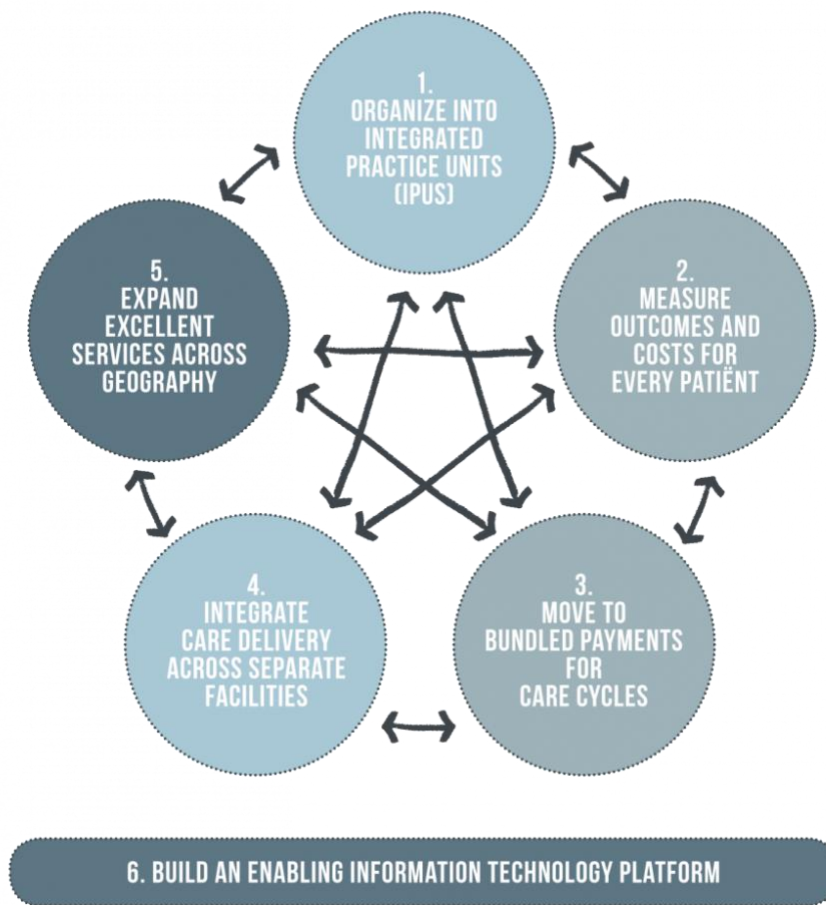 1.
ORGANIZE INTO
INTEGRATED
PRACTICE UNITS
(IPUS)
2.
MEASURE
OUTCOMES AND
COSTS FOR
EVERY PATIËNT
3.
MOVE TO
BUNDLED PAYMENTS
FOR
CARE CYCLES
4.
INTEGRATE
CARE DELIVERY
ACROSS SEPARATE
FACILITIES
5.
EXPAND
EXCELLENT
SERVICES ACROSS
GEOGRAPHY
6. BUILD AN ENABLING INFORMATION TECHNOLOGY PLATFORM